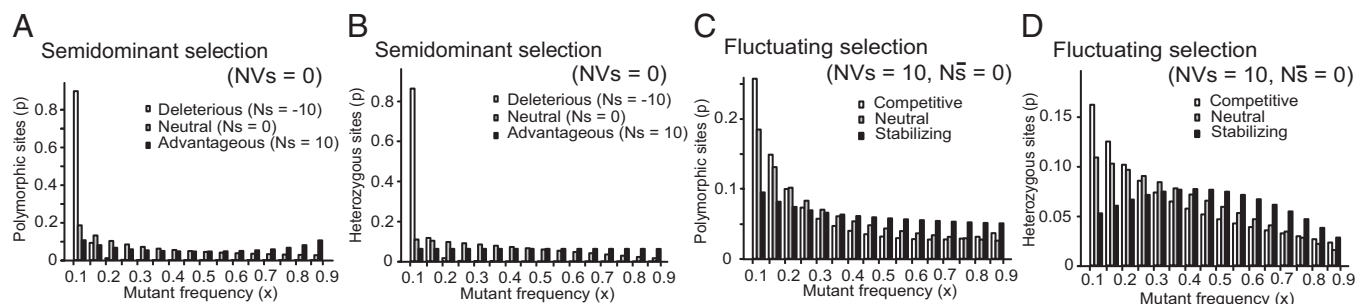 A
Semidominant selection
(NVs = 0)
Polymorphic sites (p)
0.8
0.6
0.4
0.2
0
Deleterious (Ns = -10)
Neutral (Ns = 0)
Advantageous (Ns = 10)
0.1 0.2 0.3 0.4 0.5 0.6 0.7 0.8 0.9
Mutant frequency (x)
B
Semidominant selection
(NVs = 0)
Heterozygous sites (p)
0.8
0.6
0.4
0.2
0
Deleterious (Ns = -10)
Neutral (Ns = 0)
Advantageous (Ns = 10)
0.1 0.2 0.3 0.4 0.5 0.6 0.7 0.8 0.9
Mutant frequency (x)
C
Fluctuating selection
(NVs = 10, Ns̄ = 0)
Polymorphic sites (p)
0.2
0.1
0
Competitive
Neutral
Stabilizing
0.1 0.2 0.3 0.4 0.5 0.6 0.7 0.8 0.9
Mutant frequency (x)
D
Fluctuating selection
(NVs = 10, Ns̄ = 0)
Heterozygous sites (p)
0.15
0.10
0.05
0
Competitive
Neutral
Stabilizing
0.1 0.2 0.3 0.4 0.5 0.6 0.7 0.8 0.9
Mutant frequency (x)